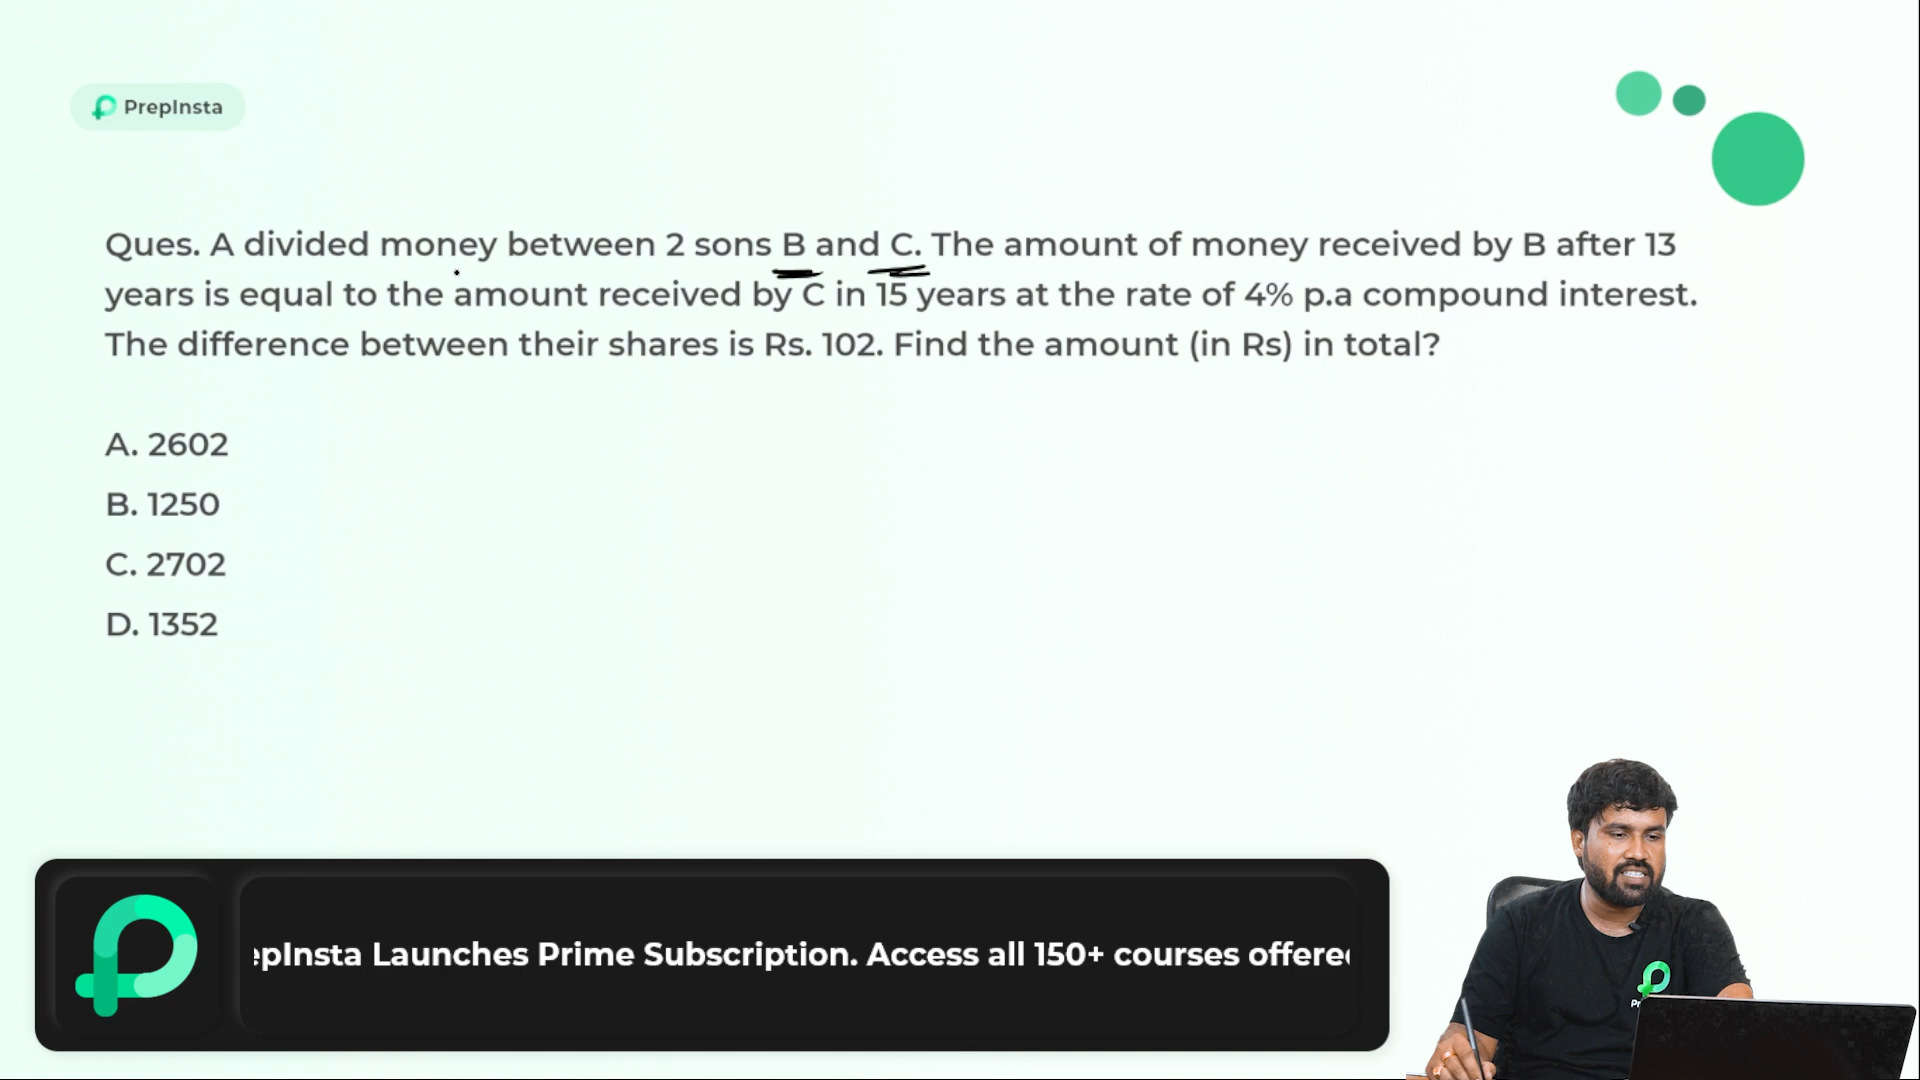 PrepInsta
Ques. A divided money between 2 sons B and C. The amount of money received by B after 13
years is equal to the amount received by C in 15 years at the rate of 4% p.a compound interest.
The difference between their shares is Rs. 102. Find the amount (in Rs) in total?
A. 2602
B. 1250
C. 2702
D. 1352
epInsta Launches Prime Subscription. Access all 150+ courses offere
Pr